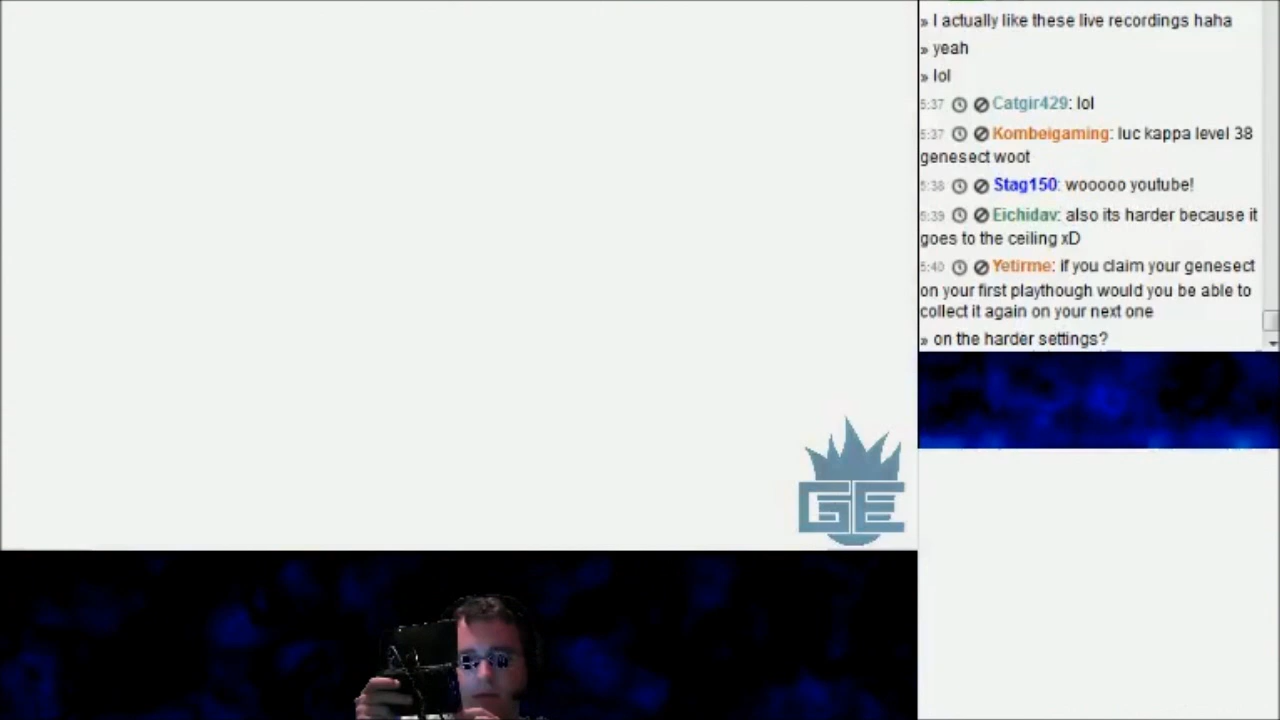 » I actually like these live recordings haha
» yeah
» lol
5:37 Catgir429: lol
5:37 Kombeigaming: luc kappa level 38
genesect woot
5:38 Stag150: wooooo youtube!
5:39 Eichidav: also its harder because it
goes to the ceiling xD
5:40 Yetirme: if you claim your genesect
on your first playthough would you be able to
collect it again on your next one
» on the harder settings?
GE